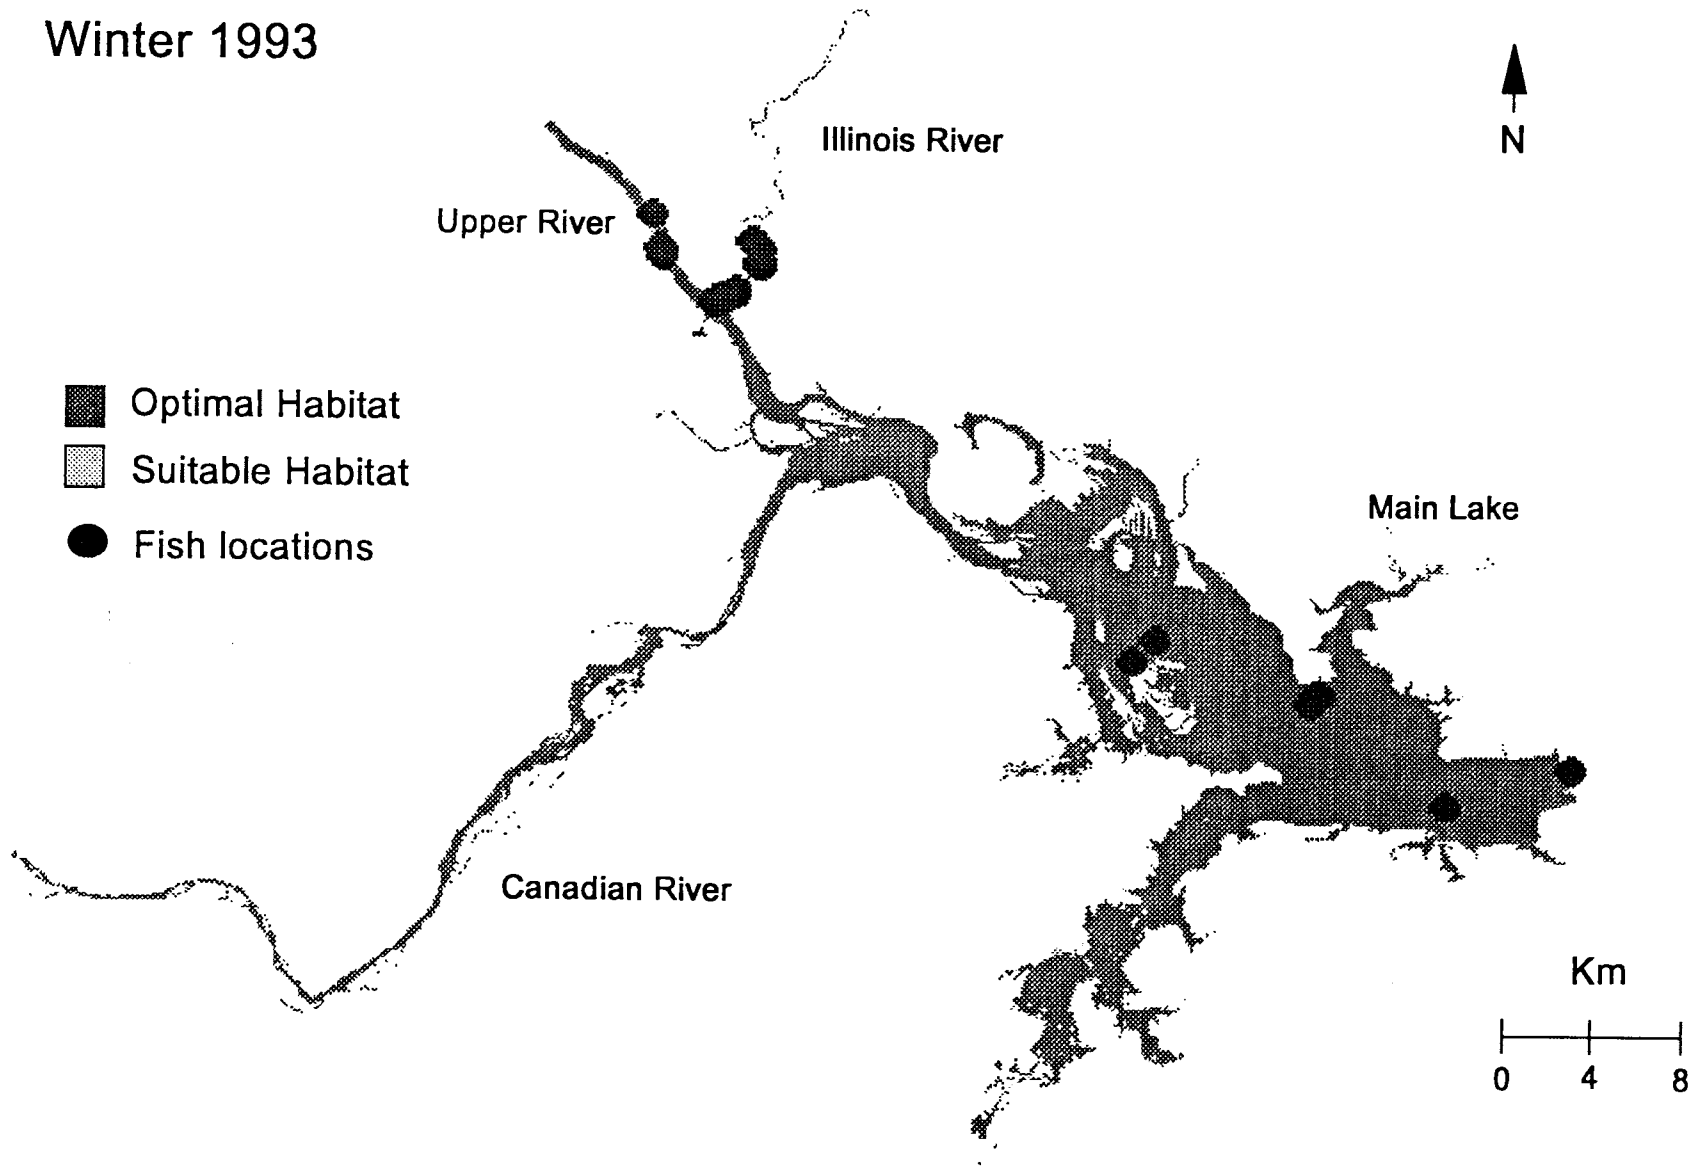 Winter 1993
Illinois River
N
Upper River
Optimal Habitat
Suitable Habitat
Fish locations
Main Lake
Canadian River
Km
0 4 8